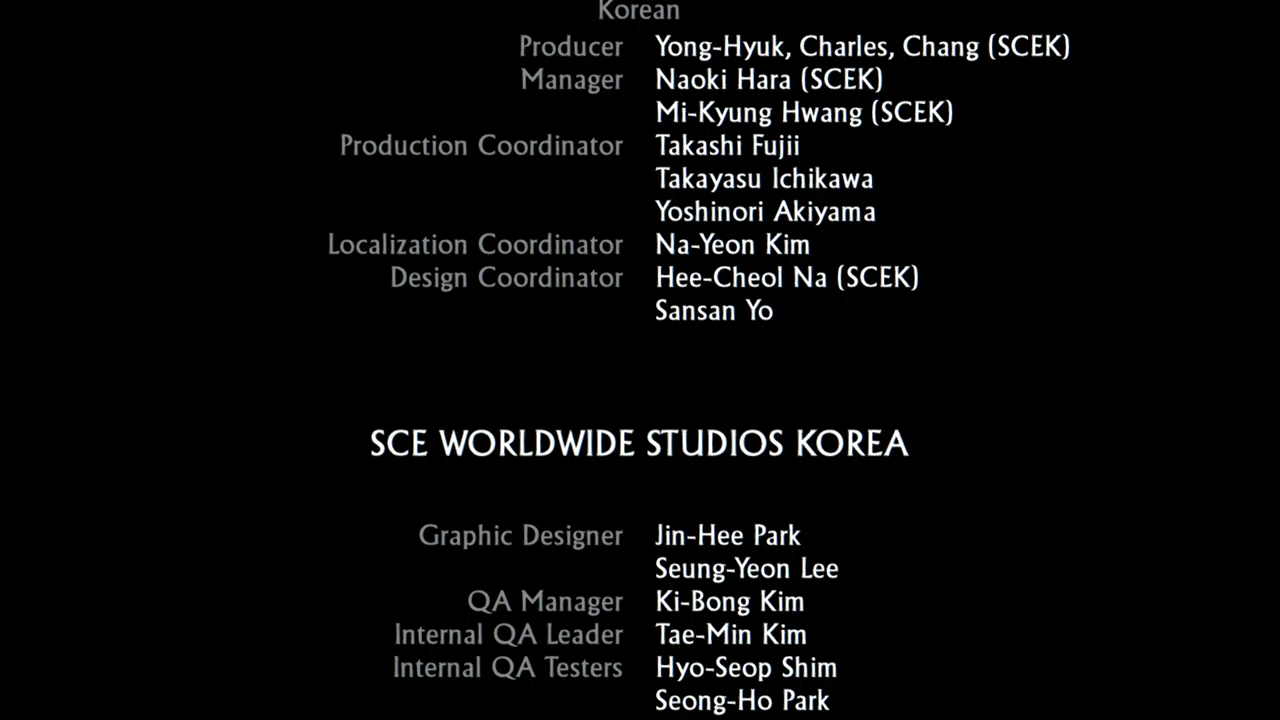 Korean
Producer Yong-Hyuk, Charles, Chang (SCEK)
Manager Naoki Hara (SCEK)
Mi-Kyung Hwang (SCEK)
Production Coordinator Takashi Fujii
Takayasu Ichikawa
Yoshinori Akiyama
Localization Coordinator Na-Yeon Kim
Design Coordinator Hee-Cheol Na (SCEK)
Sansan Yo
SCE WORLDWIDE STUDIOS KOREA
Graphic Designer Jin-Hee Park
Seung-Yeon Lee
QA Manager Ki-Bong Kim
Internal QA Leader Tae-Min Kim
Internal QA Testers Hyo-Seop Shim
Seong-Ho Park